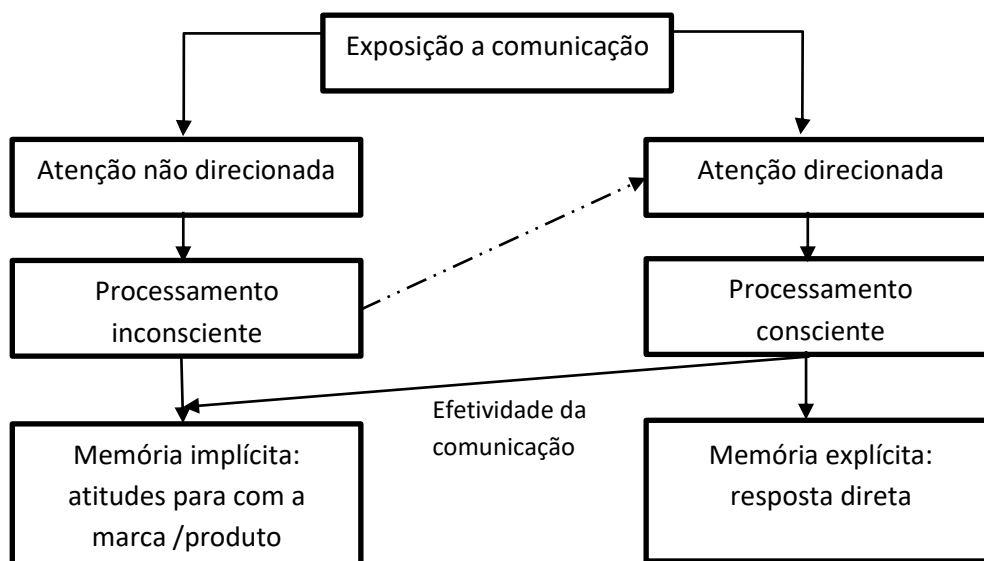 Exposição a comunicação
Atenção não direcionada
Atenção direcionada
Processamento
inconsciente
Processamento
consciente
Efetividade da
comunicação
Memória implícita:
atitudes para com a
marca /produto
Memória explícita:
resposta direta